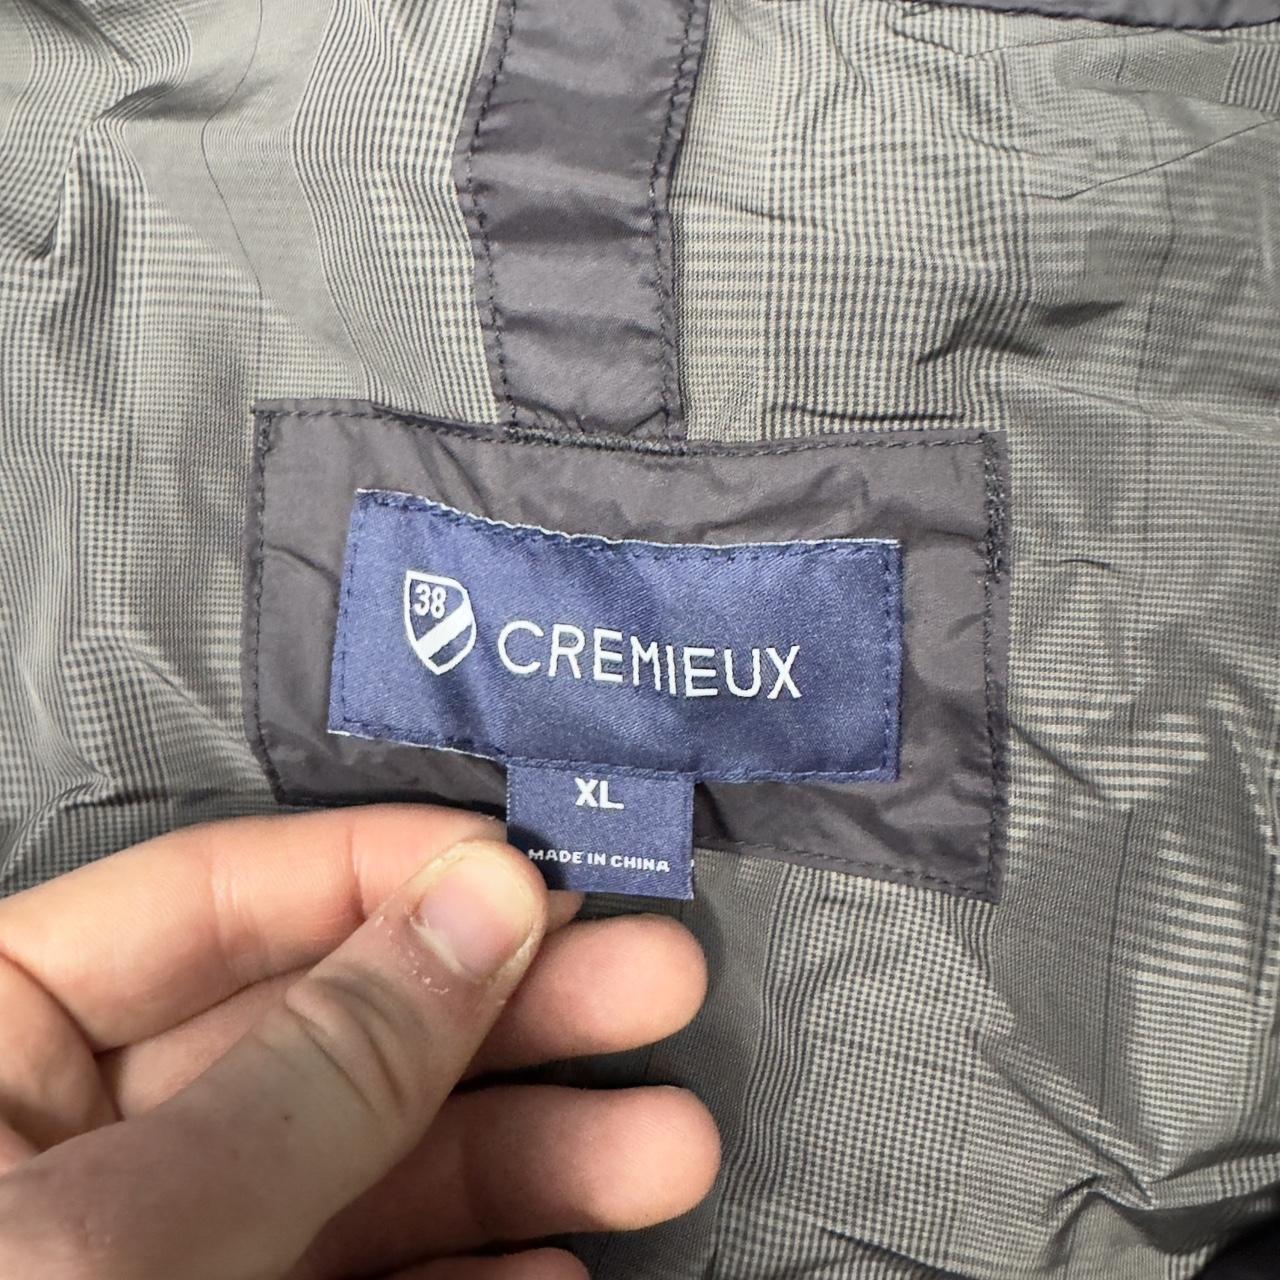 38
CREMIEUX
XL
MADE IN CHINA